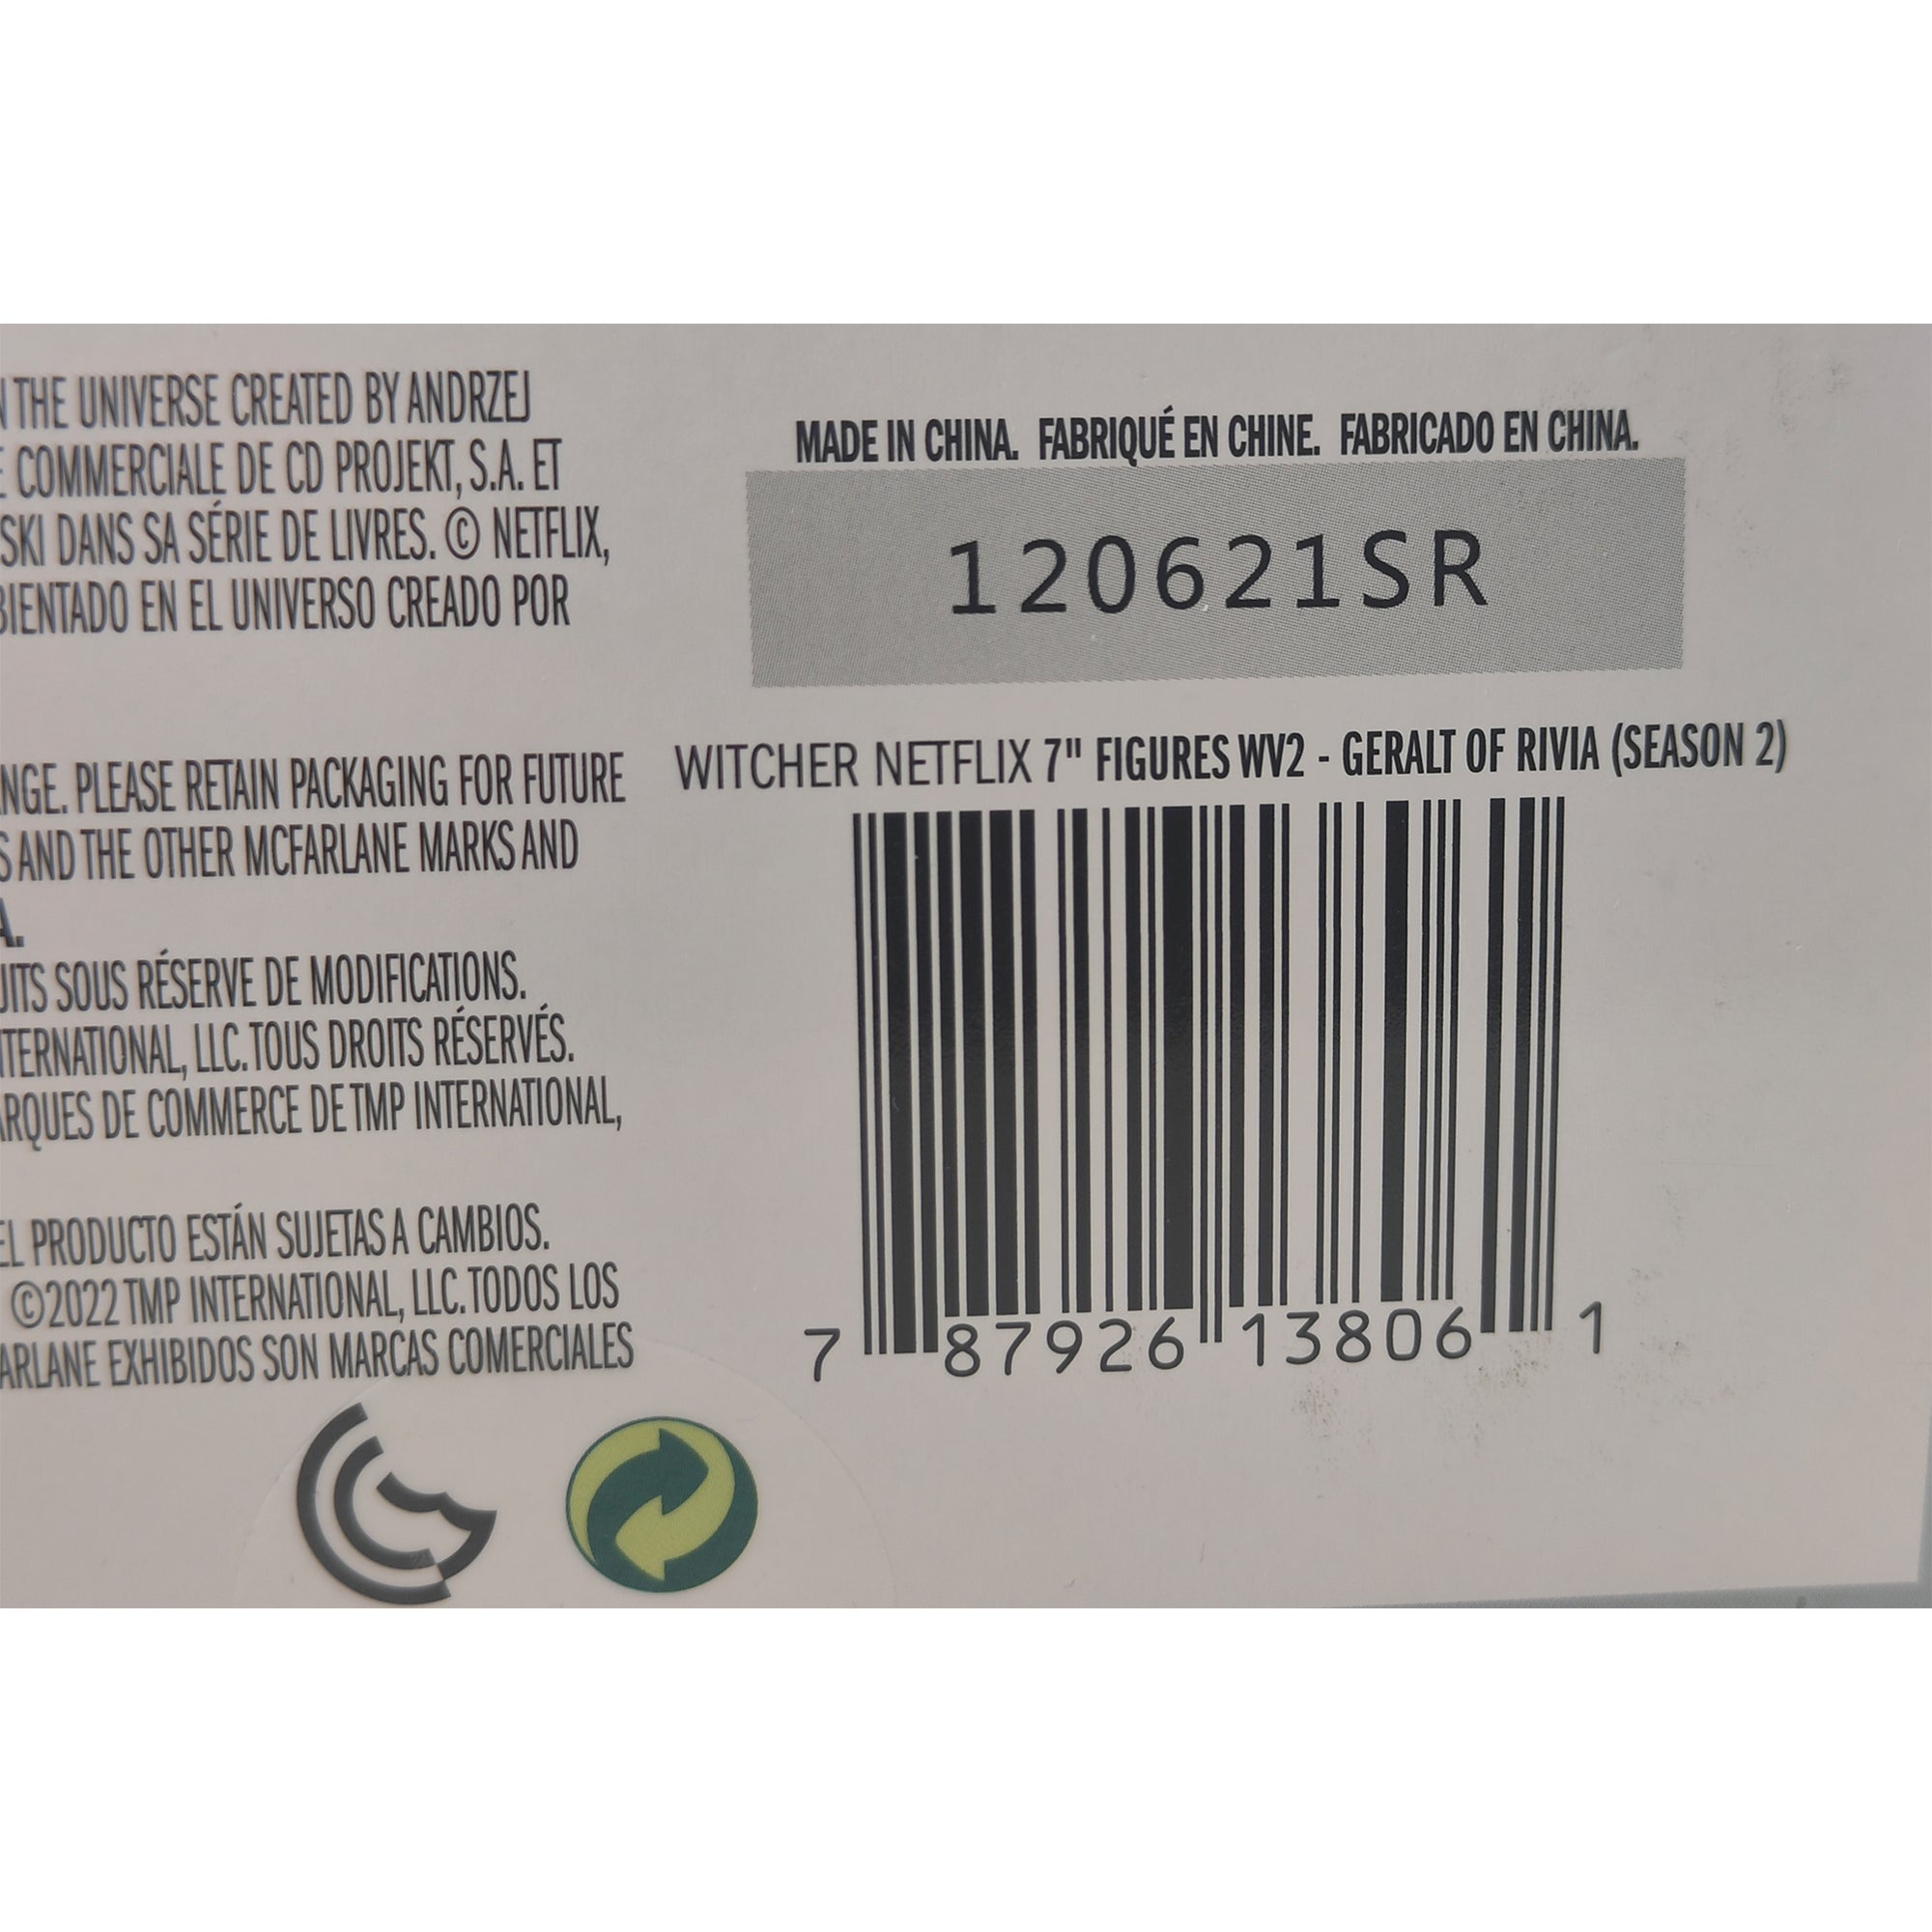 THE UNIVERSE CREATED BY ANDRZEJ
COMMERCIALE DE CD PROJEKT, S.A. ET
SKI DANS SA SÉRIE DE LIVRES. © NETFLIX,
BIENTADO EN EL UNIVERSO CREADO POR
NGE. PLEASE RETAIN PACKAGING FOR FUTURE
S AND THE OTHER MCFARLANE MARKS AND
A.
UITS SOUS RÉSERVE DE MODIFICATIONS.
TERNATIONAL, LLC. TOUS DROITS RÉSERVÉS.
ARQUES DE COMMERCE DE TMP INTERNATIONAL,
EL PRODUCTO ESTÁN SUJETAS A CAMBIOS.
©2022 TMP INTERNATIONAL, LLC. TODOS LOS
ARLANE EXHIBIDOS SON MARCAS COMERCIALES
MADE IN CHINA. FABRIQUÉ EN CHINE. FABRICADO EN CHINA.
120621SR
WITCHER NETFLIX 7" FIGURES WV2 - GERALT OF RIVIA (SEASON 2)
7 87926 13806 1